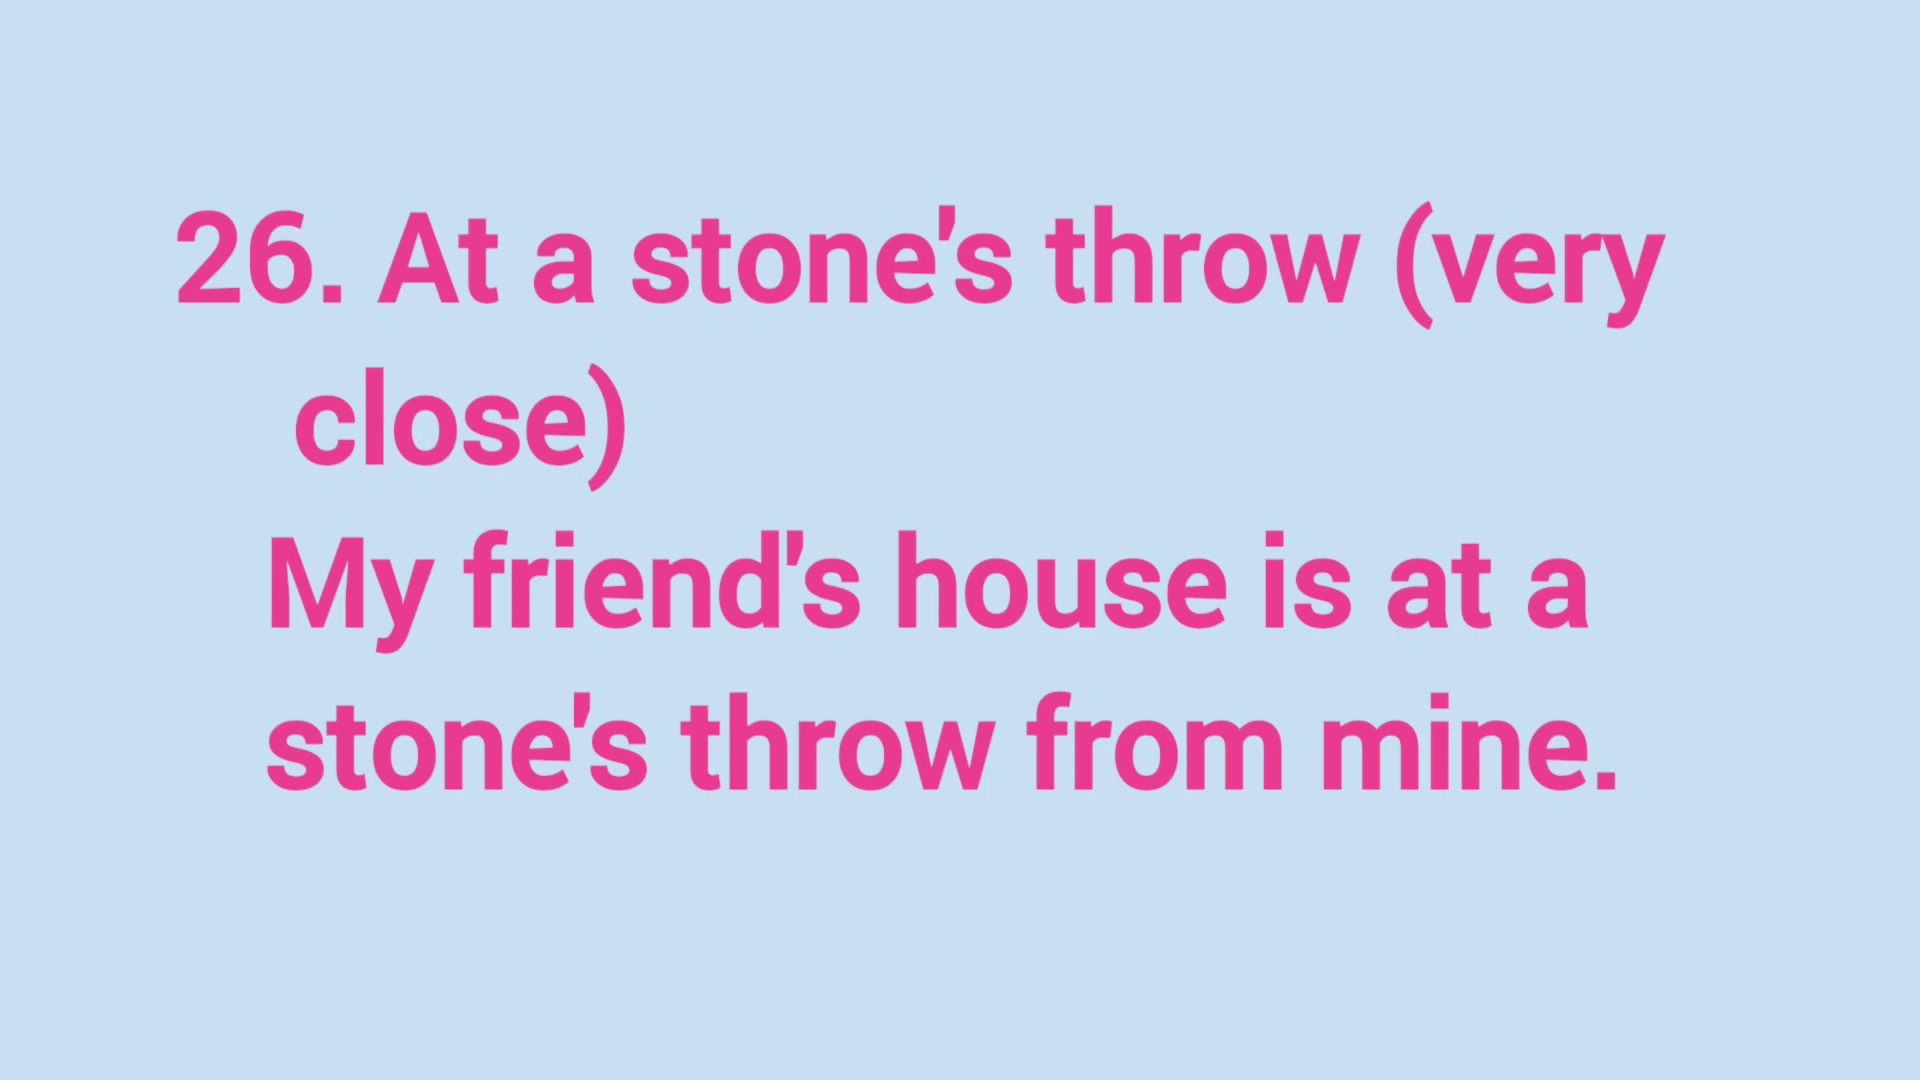 26. At a stone's throw (very
close)
My friend's house is at a
stone's throw from mine.